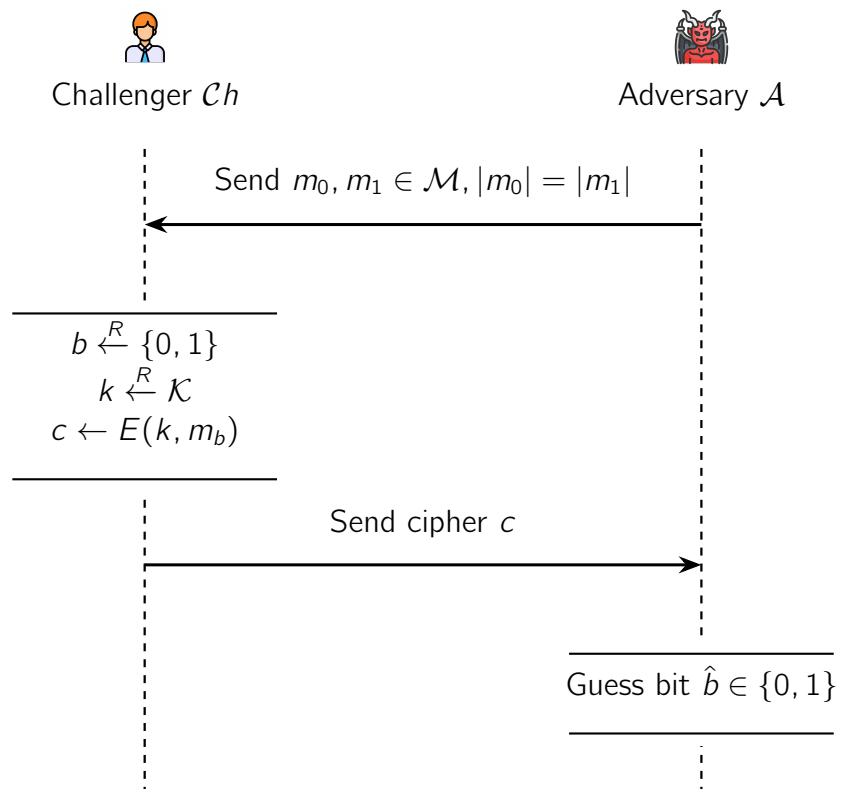 Challenger 𝒞h
Adversary 𝒜
Send m₀, m₁ ∈ ℳ, |m₀| = |m₁|
b ←ᴿ {0, 1}
k ←ᴿ 𝒦
c ← E(k, m_b)
Send cipher c
Guess bit b̂ ∈ {0, 1}